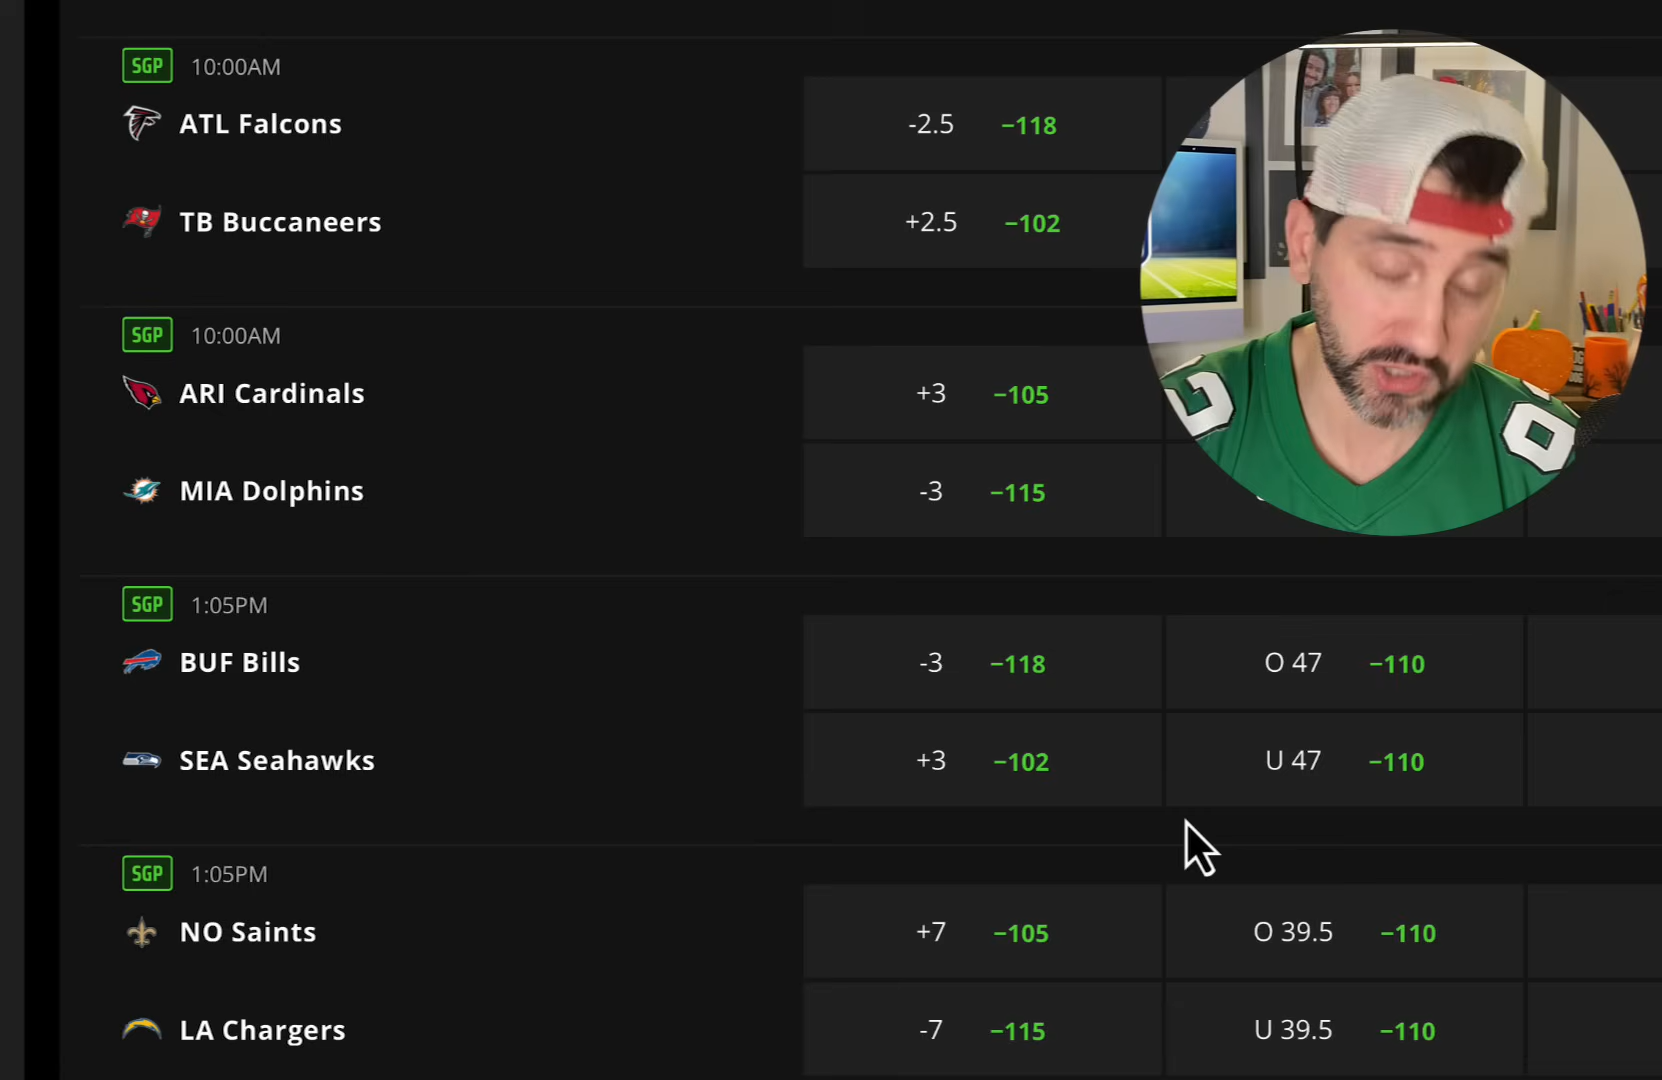 SGP 10:00AM
ATL Falcons -2.5 −118
TB Buccaneers +2.5 −102
SGP 10:00AM
ARI Cardinals +3 −105
MIA Dolphins -3 −115
SGP 1:05PM
BUF Bills -3 −118 O 47 −110
SEA Seahawks +3 −102 U 47 −110
SGP 1:05PM
NO Saints +7 −105 O 39.5 −110
LA Chargers -7 −115 U 39.5 −110